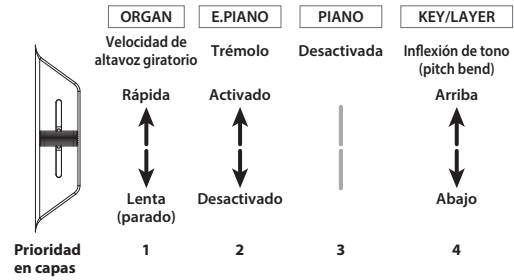 ORGAN E.PIANO PIANO KEY/LAYER
Velocidad de
altavoz giratorio
Trémolo
Desactivada
Inflexión de tono
(pitch bend)
Rápida Activado Arriba
Lenta
(parado)
Desactivado
Abajo
Prioridad
en capas
1 2 3 4